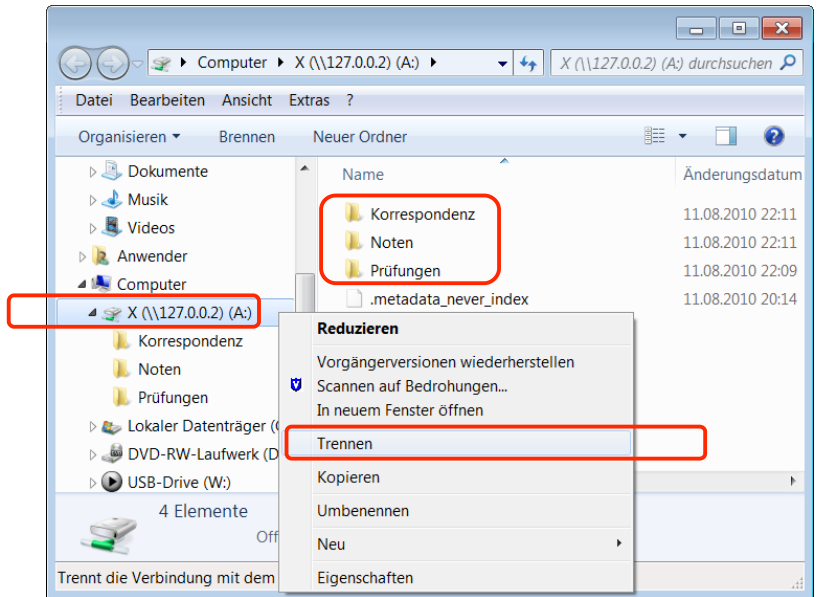 Computer ▸ X (\\127.0.0.2) (A:) ▸
X (\\127.0.0.2) (A:) durchsuchen
Datei Bearbeiten Ansicht Extras ?
Organisieren Brennen Neuer Ordner
Dokumente
Musik
Videos
Anwender
Computer
X (\\127.0.0.2) (A:)
Korrespondenz
Noten
Prüfungen
Lokaler Datenträger (
DVD-RW-Laufwerk (D
USB-Drive (W:)
Name Änderungsdatum
Korrespondenz 11.08.2010 22:11
Noten 11.08.2010 22:11
Prüfungen 11.08.2010 22:09
.metadata_never_index 11.08.2010 20:14
Reduzieren
Vorgängerversionen wiederherstellen
Scannen auf Bedrohungen...
In neuem Fenster öffnen
Trennen
Kopieren
Umbenennen
Neu
Eigenschaften
4 Elemente
Off
Trennt die Verbindung mit dem